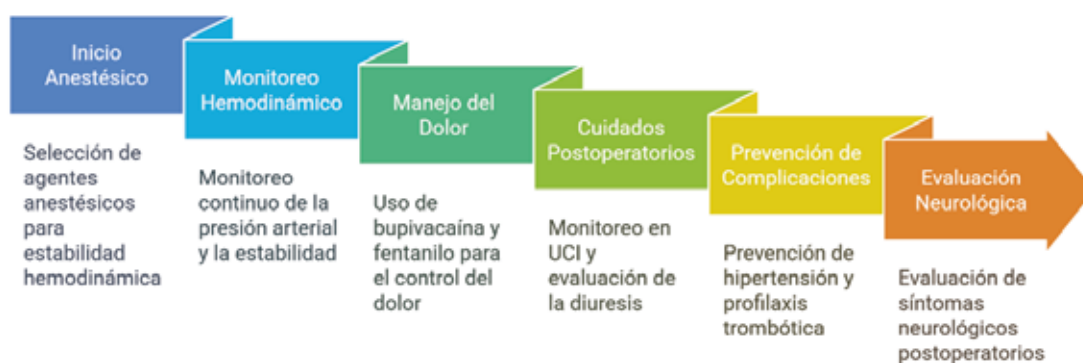 Inicio
Anestésico
Selección de
agentes
anestésicos
para
estabilidad
hemodinámica
Monitoreo
Hemodinámico
Monitoreo
continuo de la
presión arterial
y la estabilidad
Manejo del
Dolor
Uso de
bupivacaína y
fentanilo para
el control del
dolor
Cuidados
Postoperatorios
Monitoreo en
UCI y
evaluación de
la diuresis
Prevención de
Complicaciones
Prevención de
hipertensión y
profilaxis
trombótica
Evaluación
Neurológica
Evaluación de
síntomas
neurológicos
postoperatorios